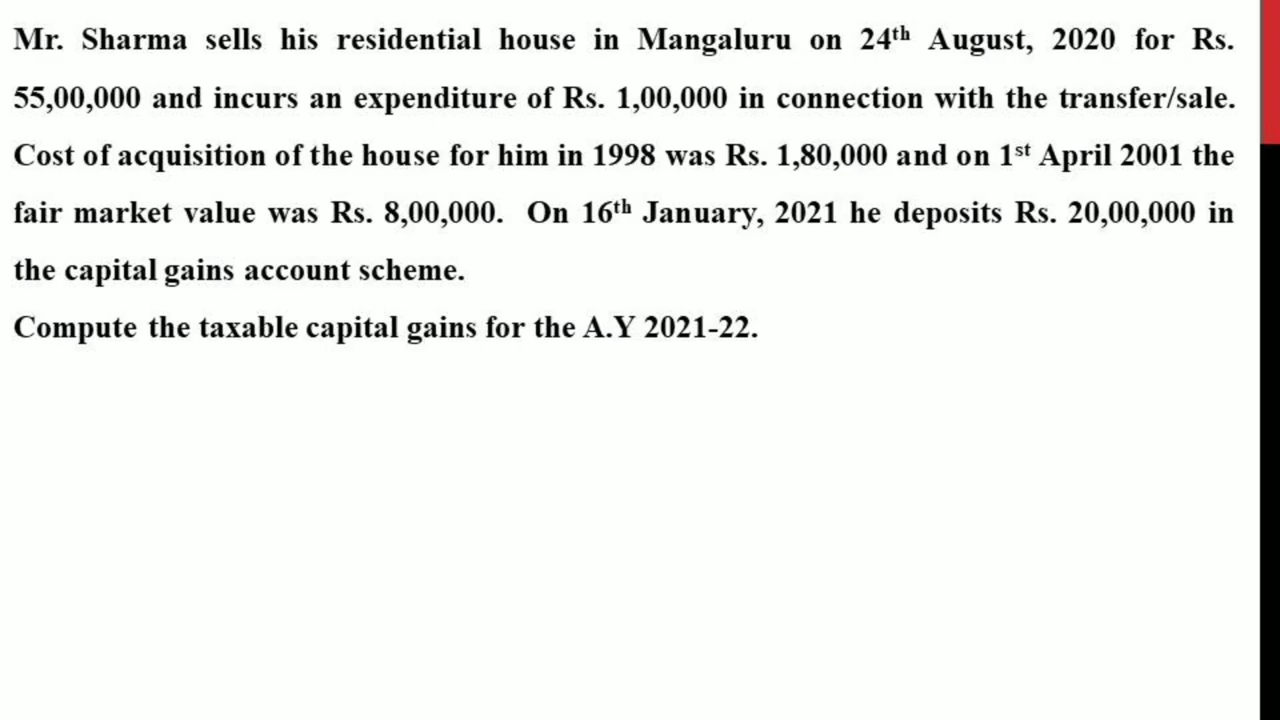 Mr. Sharma sells his residential house in Mangaluru on 24th August, 2020 for Rs.
55,00,000 and incurs an expenditure of Rs. 1,00,000 in connection with the transfer/sale.
Cost of acquisition of the house for him in 1998 was Rs. 1,80,000 and on 1st April 2001 the
fair market value was Rs. 8,00,000. On 16th January, 2021 he deposits Rs. 20,00,000 in
the capital gains account scheme.
Compute the taxable capital gains for the A.Y 2021-22.